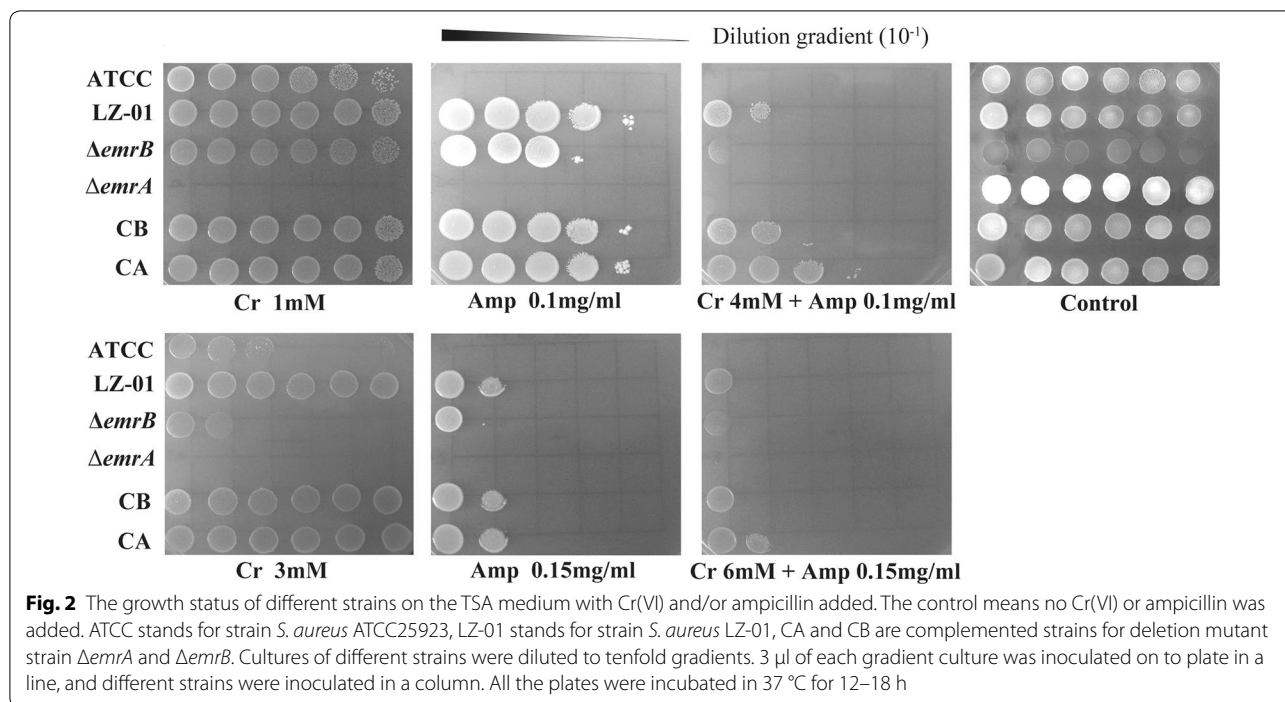 Dilution gradient (10-1)
ATCC
LZ-01
ΔemrB
ΔemrA
CB
CA
Cr 1mM
Amp 0.1mg/ml
Cr 4mM + Amp 0.1mg/ml
Control
ATCC
LZ-01
ΔemrB
ΔemrA
CB
CA
Cr 3mM
Amp 0.15mg/ml
Cr 6mM + Amp 0.15mg/ml
Fig. 2 The growth status of different strains on the TSA medium with Cr(VI) and/or ampicillin added. The control means no Cr(VI) or ampicillin was
added. ATCC stands for strain S. aureus ATCC25923, LZ-01 stands for strain S. aureus LZ-01, CA and CB are complemented strains for deletion mutant
strain ΔemrA and ΔemrB. Cultures of different strains were diluted to tenfold gradients. 3 µl of each gradient culture was inoculated on to plate in a
line, and different strains were inoculated in a column. All the plates were incubated in 37 °C for 12–18 h